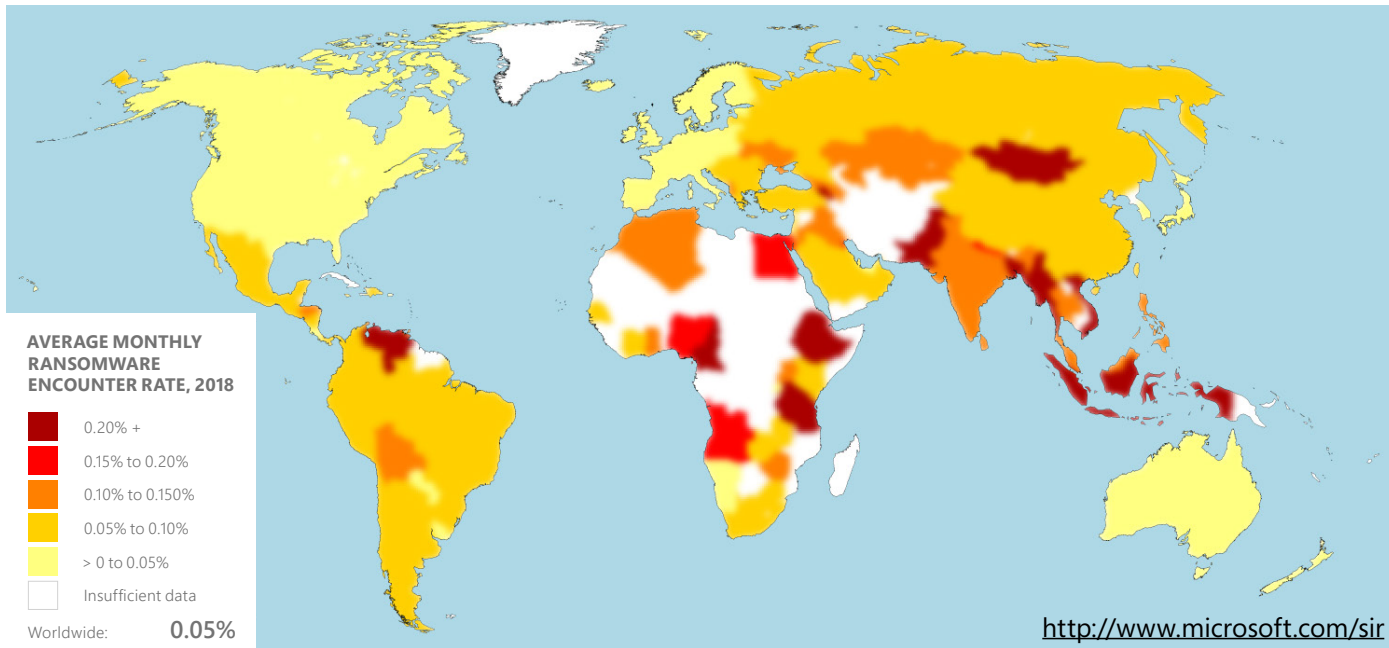 AVERAGE MONTHLY
RANSOMWARE
ENCOUNTER RATE, 2018
0.20% +
0.15% to 0.20%
0.10% to 0.150%
0.05% to 0.10%
> 0 to 0.05%
Insufficient data
Worldwide: 0.05%
http://www.microsoft.com/sir